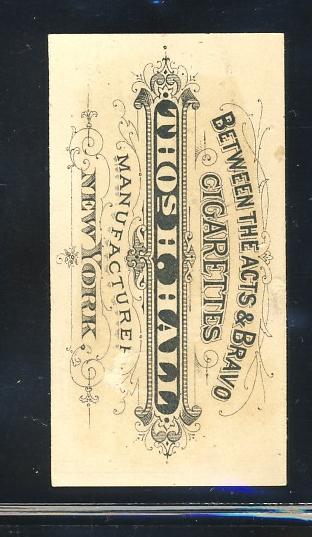 BETWEEN THE ACTS & BRAVO
CIGARETTES
THOS. H. HALL
MANUFACTURER
NEW YORK.